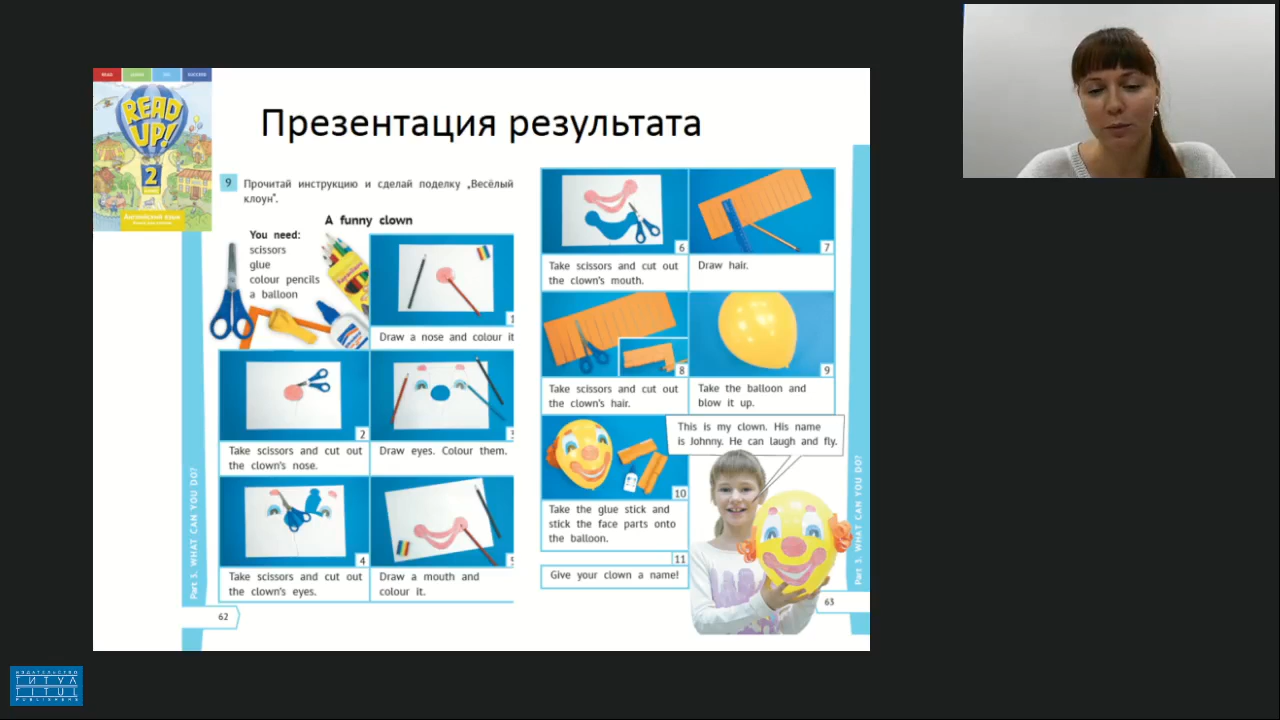 READ
UP!
2
Английский язык
Презентация результата
9 Прочитай инструкцию и сделай поделку „Весёлый
клоун“.
A funny clown
You need:
scissors
glue
colour pencils
a balloon
1
Draw a nose and colour it
2
Take scissors and cut out
the clown's nose.
3
Draw eyes. Colour them.
4
Take scissors and cut out
the clown's eyes.
5
Draw a mouth and
colour it.
Part 3. WHAT CAN YOU DO?
62
6
Take scissors and cut out
the clown's mouth.
7
Draw hair.
8
Take scissors and cut out
the clown's hair.
9
Take the balloon and
blow it up.
This is my clown. His name
is Johnny. He can laugh and fly.
10
Take the glue stick and
stick the face parts onto
the balloon.
11
Give your clown a name!
Part 3. WHAT CAN YOU DO?
63
ИЗДАТЕЛЬСТВО
ТИТУЛ
TITUL
PUBLISHERS